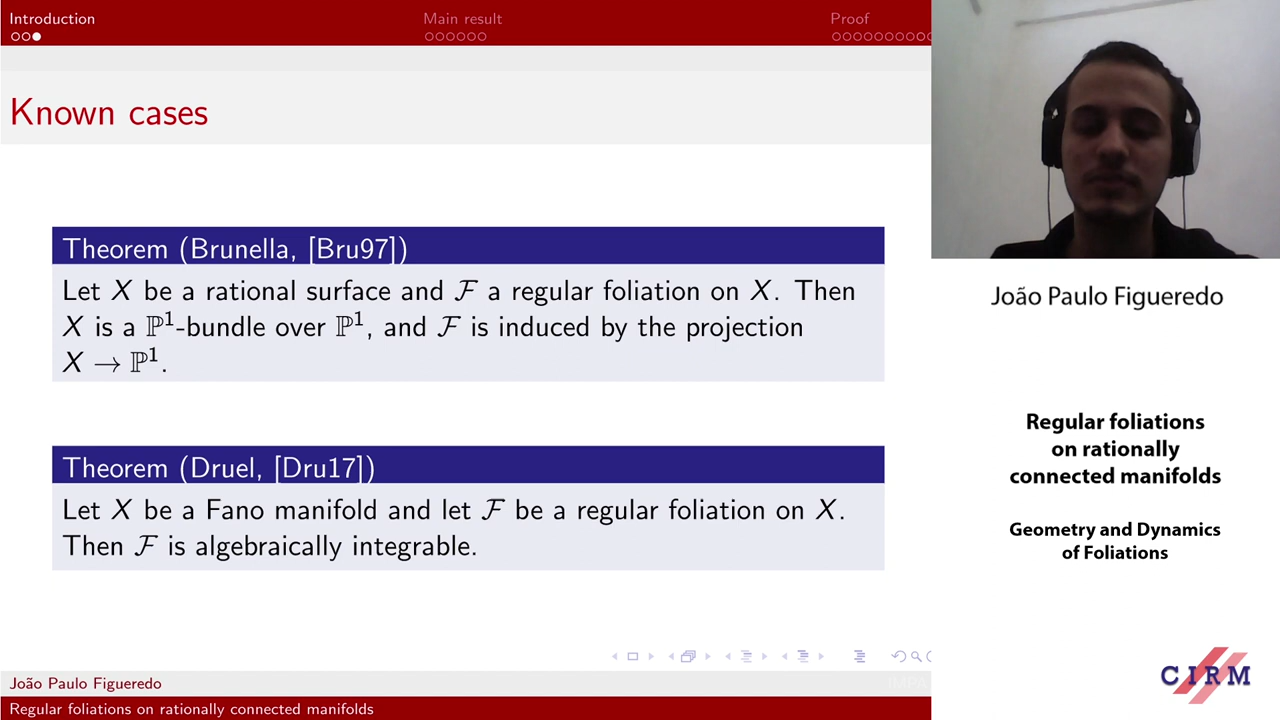 Introduction
Main result
Proof
Known cases
Theorem (Brunella, [Bru97])
Let X be a rational surface and ℱ a regular foliation on X. Then
X is a ℙ¹-bundle over ℙ¹, and ℱ is induced by the projection
X → ℙ¹.
Theorem (Druel, [Dru17])
Let X be a Fano manifold and let ℱ be a regular foliation on X.
Then ℱ is algebraically integrable.
João Paulo Figueredo
IMPA
Regular foliations on rationally connected manifolds
João Paulo Figueredo
Regular foliations
on rationally
connected manifolds
Geometry and Dynamics
of Foliations
CIRM